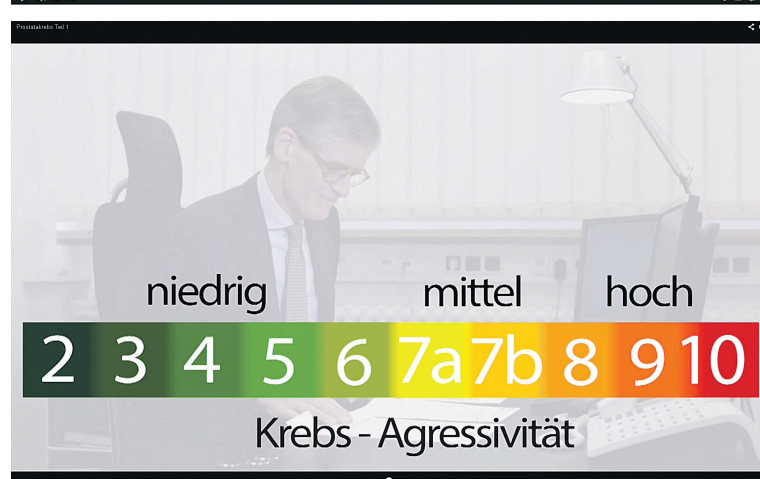 Prostatakrebs Teil 1
niedrig mittel hoch
2 3 4 5 6 7a 7b 8 9 10
Krebs - Agressivität